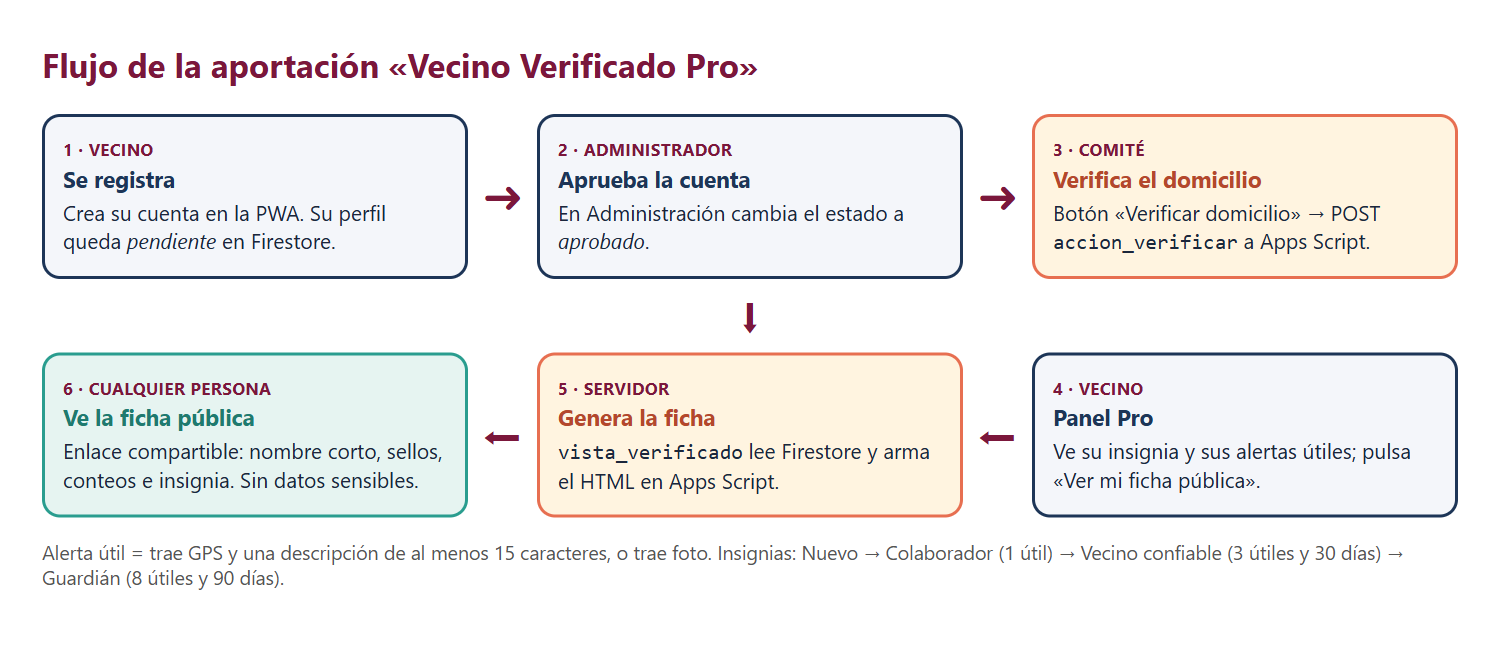 Flujo de la aportación «Vecino Verificado Pro»
1 · VECINO
Se registra
Crea su cuenta en la PWA. Su perfil
queda pendiente en Firestore.
2 · ADMINISTRADOR
Aprueba la cuenta
En Administración cambia el estado a
aprobado.
3 · COMITÉ
Verifica el domicilio
Botón «Verificar domicilio» → POST
accion_verificar a Apps Script.
4 · VECINO
Panel Pro
Ve su insignia y sus alertas útiles; pulsa
«Ver mi ficha pública».
5 · SERVIDOR
Genera la ficha
vista_verificado lee Firestore y arma
el HTML en Apps Script.
6 · CUALQUIER PERSONA
Ve la ficha pública
Enlace compartible: nombre corto, sellos,
conteos e insignia. Sin datos sensibles.
Alerta útil = trae GPS y una descripción de al menos 15 caracteres, o trae foto. Insignias: Nuevo → Colaborador (1 útil) → Vecino confiable (3 útiles y 30 días) →
Guardián (8 útiles y 90 días).